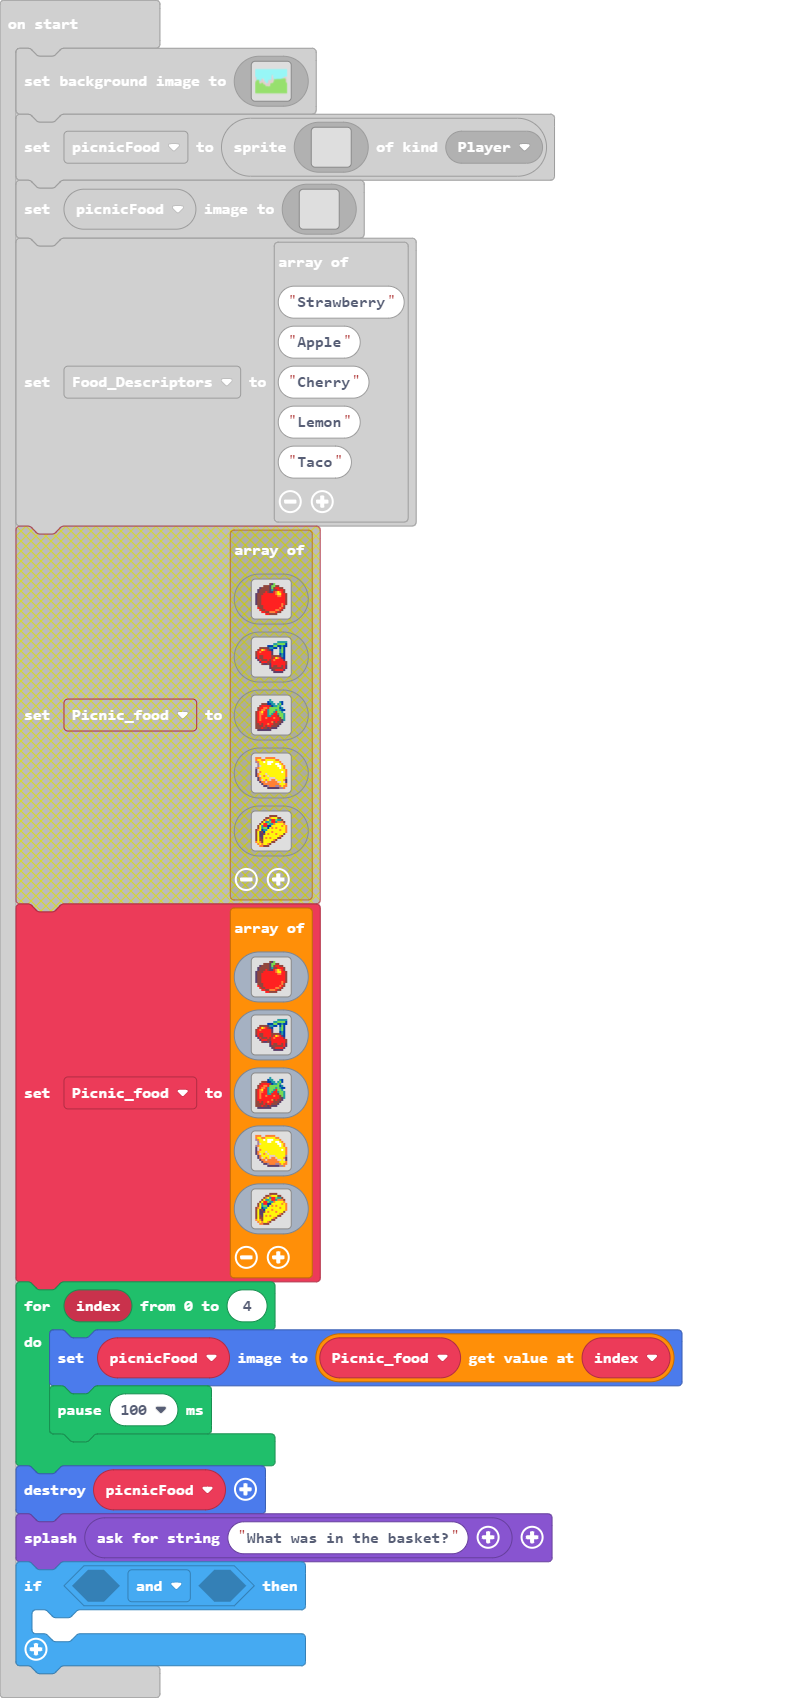 on start
set background image to
set picnicFood to sprite of kind Player
set picnicFood image to
array of
"Strawberry"
"Apple"
"Cherry"
set Food_Descriptors to
"Lemon"
"Taco"
array of
set Picnic_food to
array of
set Picnic_food to
for index from 0 to 4
do
set picnicFood image to Picnic_food get value at index
pause 100 ms
destroy picnicFood
splash ask for string "What was in the basket?"
if and then